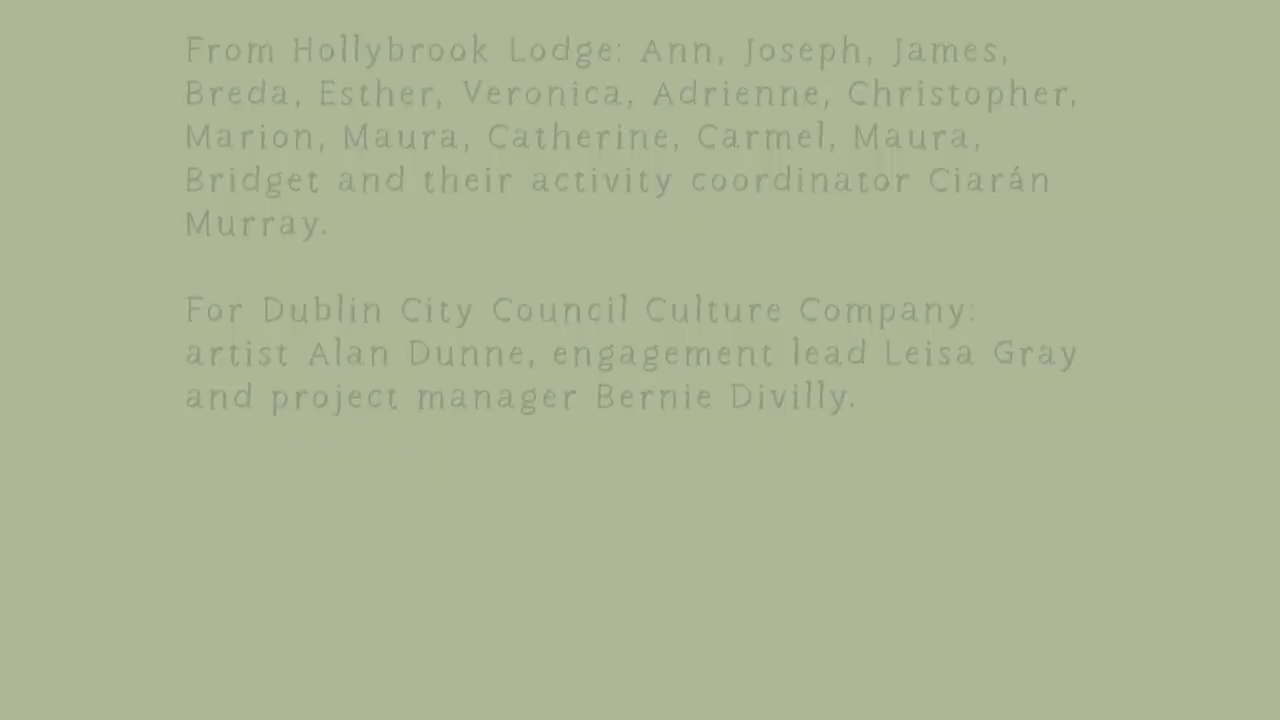 From Hollybrook Lodge: Ann, Joseph, James,
Breda, Esther, Veronica, Adrienne, Christopher,
Marion, Maura, Catherine, Carmel, Maura,
Bridget and their activity coordinator Ciarán
Murray.
For Dublin City Council Culture Company:
artist Alan Dunne, engagement lead Leisa Gray
and project manager Bernie Divilly.